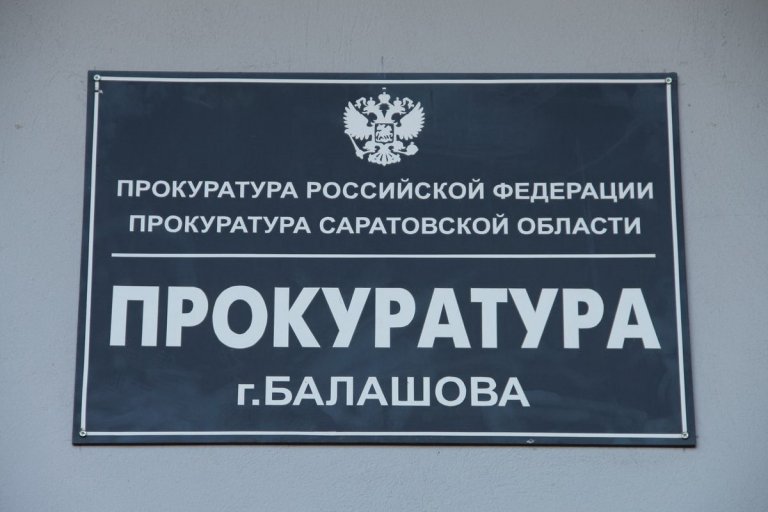 ПРОКУРАТУРА РОССИЙСКОЙ ФЕДЕРАЦИИ
ПРОКУРАТУРА САРАТОВСКОЙ ОБЛАСТИ
ПРОКУРАТУРА
г.БАЛАШОВА